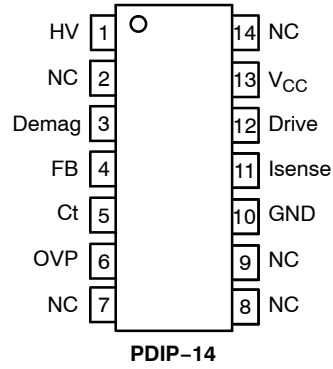 HV 1 14 NC
NC 2 13 VCC
Demag 3 12 Drive
FB 4 11 Isense
Ct 5 10 GND
OVP 6 9 NC
NC 7 8 NC
PDIP−14